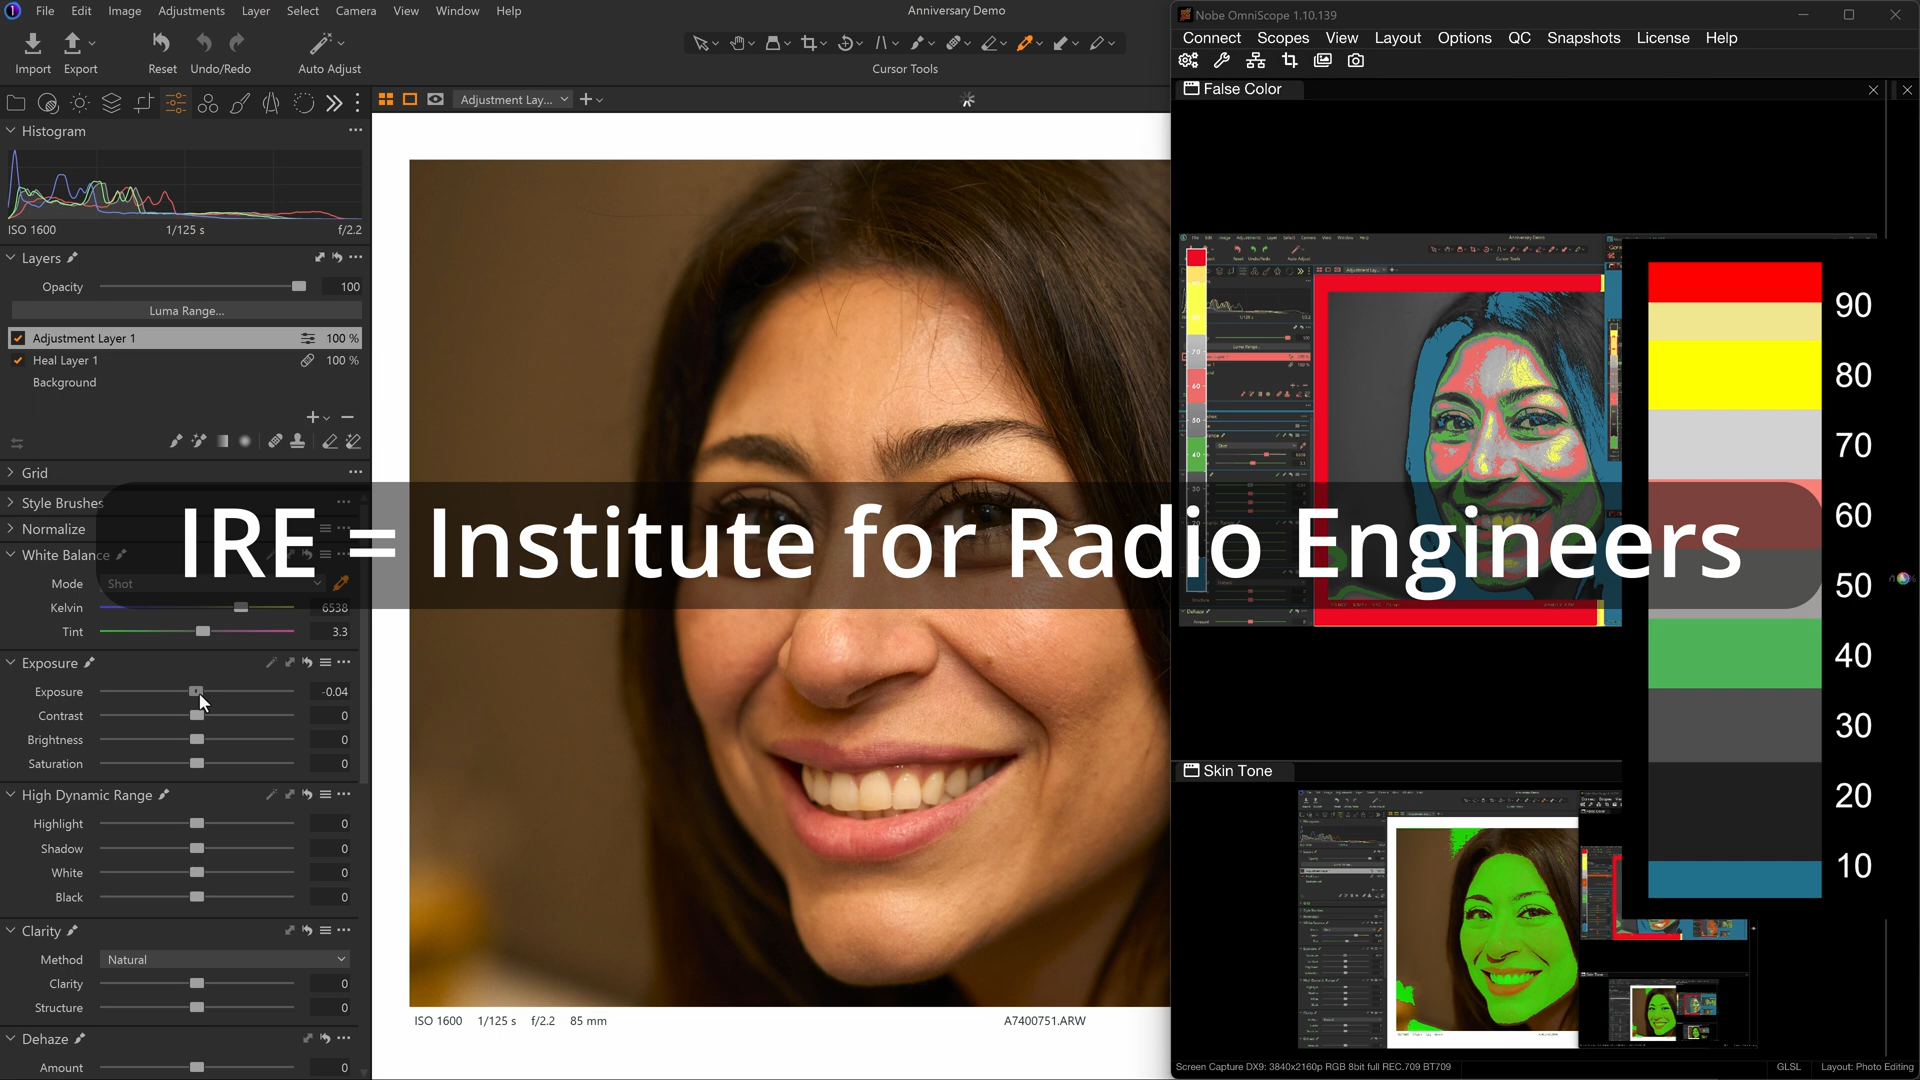 File Edit Image Adjustments Layer Select Camera View Window Help
Anniversary Demo
Import Export Reset Undo/Redo Auto Adjust
Cursor Tools
Adjustment Lay...
Histogram
ISO 1600 1/125 s f/2.2
Layers
Opacity 100
Luma Range...
Adjustment Layer 1 100 %
Heal Layer 1 100 %
Background
Grid
Style Brushes
Normalize
White Balance
Mode Shot
Kelvin 6538
Tint 3.3
Exposure
Exposure -0.04
Contrast 0
Brightness 0
Saturation 0
High Dynamic Range
Highlight 0
Shadow 0
White 0
Black 0
Clarity
Method Natural
Clarity 0
Structure 0
Dehaze
Amount 0
IRE = Institute for Radio Engineers
ISO 1600 1/125 s f/2.2 85 mm
A7400751.ARW
Nobe OmniScope 1.10.139
Connect Scopes View Layout Options QC Snapshots License Help
False Color
70
60
50
40
30
90
80
70
60
50
40
30
20
10
Skin Tone
Screen Capture DX9: 3840x2160p RGB 8bit full REC.709 BT709
GLSL
Layout: Photo Editing